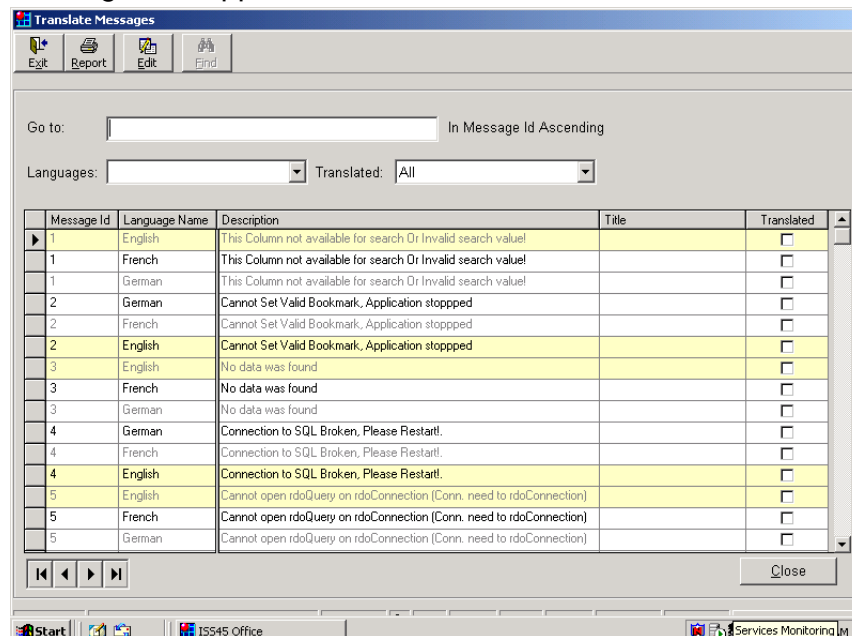 Translate Messages
Exit Report Edit Find
Go to: In Message Id Ascending
Languages: Translated: All
Message Id Language Name Description Title Translated
1 English This Column not available for search Or Invalid search value!
1 French This Column not available for search Or Invalid search value!
1 German This Column not available for search Or Invalid search value!
2 German Cannot Set Valid Bookmark, Application stoppped
2 French Cannot Set Valid Bookmark, Application stoppped
2 English Cannot Set Valid Bookmark, Application stoppped
3 English No data was found
3 French No data was found
3 German No data was found
4 German Connection to SQL Broken, Please Restart!.
4 French Connection to SQL Broken, Please Restart!.
4 English Connection to SQL Broken, Please Restart!.
5 English Cannot open rdoQuery on rdoConnection (Conn. need to rdoConnection)
5 French Cannot open rdoQuery on rdoConnection (Conn. need to rdoConnection)
5 German Cannot open rdoQuery on rdoConnection (Conn. need to rdoConnection)
Close
Start ISS45 Office Services Monitoring M